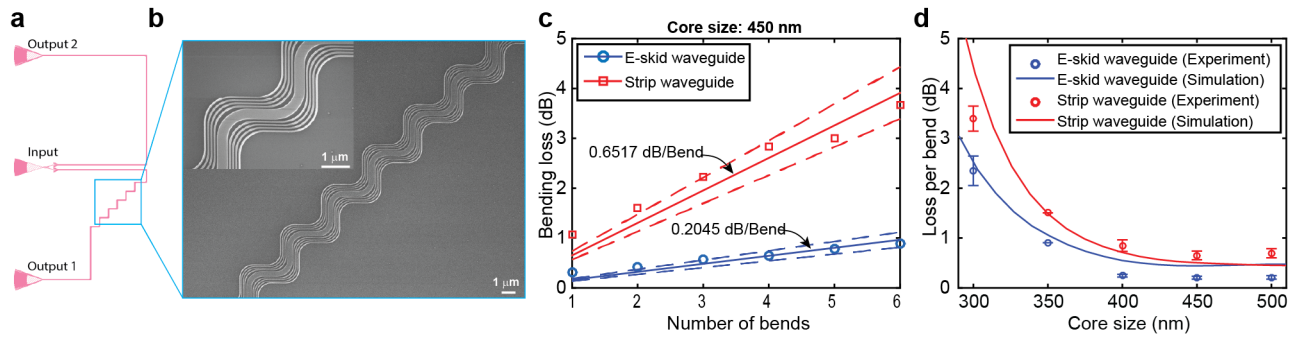 a
Output 2
Input
Output 1
b
1 μm
1 μm
c
Core size: 450 nm
E-skid waveguide
Strip waveguide
0.6517 dB/Bend
0.2045 dB/Bend
Bending loss (dB)
0
1
2
3
4
5
1 2 3 4 5 6
Number of bends
d
E-skid waveguide (Experiment)
E-skid waveguide (Simulation)
Strip waveguide (Experiment)
Strip waveguide (Simulation)
Loss per bend (dB)
0
1
2
3
4
5
300 350 400 450 500
Core size (nm)